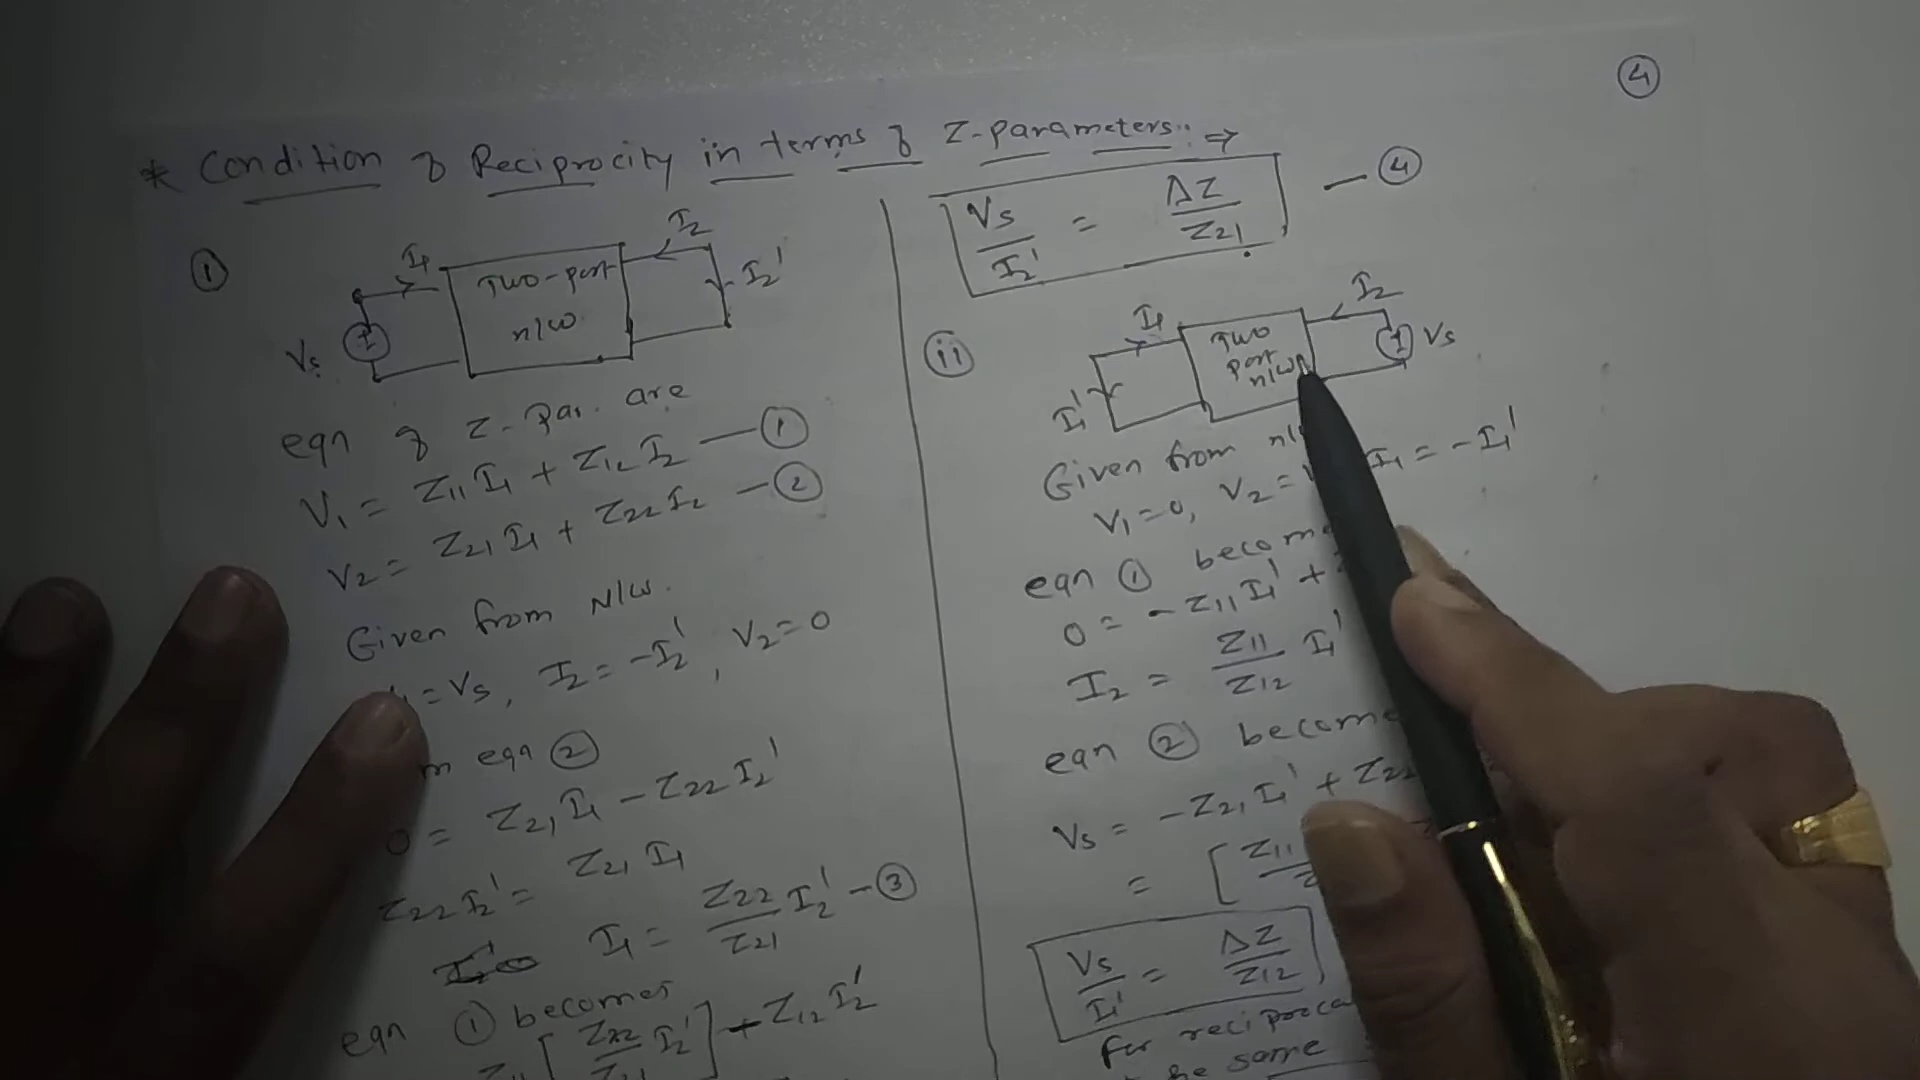 ④
* Condition of Reciprocity in terms of Z-parameters :⇒
①
I1
I2
Two-port
n/w
I2'
Vs
eqn of Z-Par. are
V1 = Z11 I1 + Z12 I2 — ①
V2 = Z21 I1 + Z22 I2 — ②
Given from N/w.
= Vs, I2 = -I2', V2 = 0
eqn ②
0 = Z21 I1 - Z22 I2'
Z22 I2' = Z21 I1
I1 = Z22/Z21 I2' — ③
eqn ① becomes
[ Z22/Z21 I2' ] + Z12 I2'
Vs/I2' = ΔZ/Z21 — ④
ii
I1
I2
Two
port
n/w
Vs
I1'
Given from
V1 = 0, V2 = I1 = -I1'
eqn ①
0 = - Z11 I1' +
I2 = Z11/Z12 I1'
eqn ②
Vs = - Z21 I1' + Z22
= [ Z11
Vs/I1' = ΔZ/Z12
For
be same